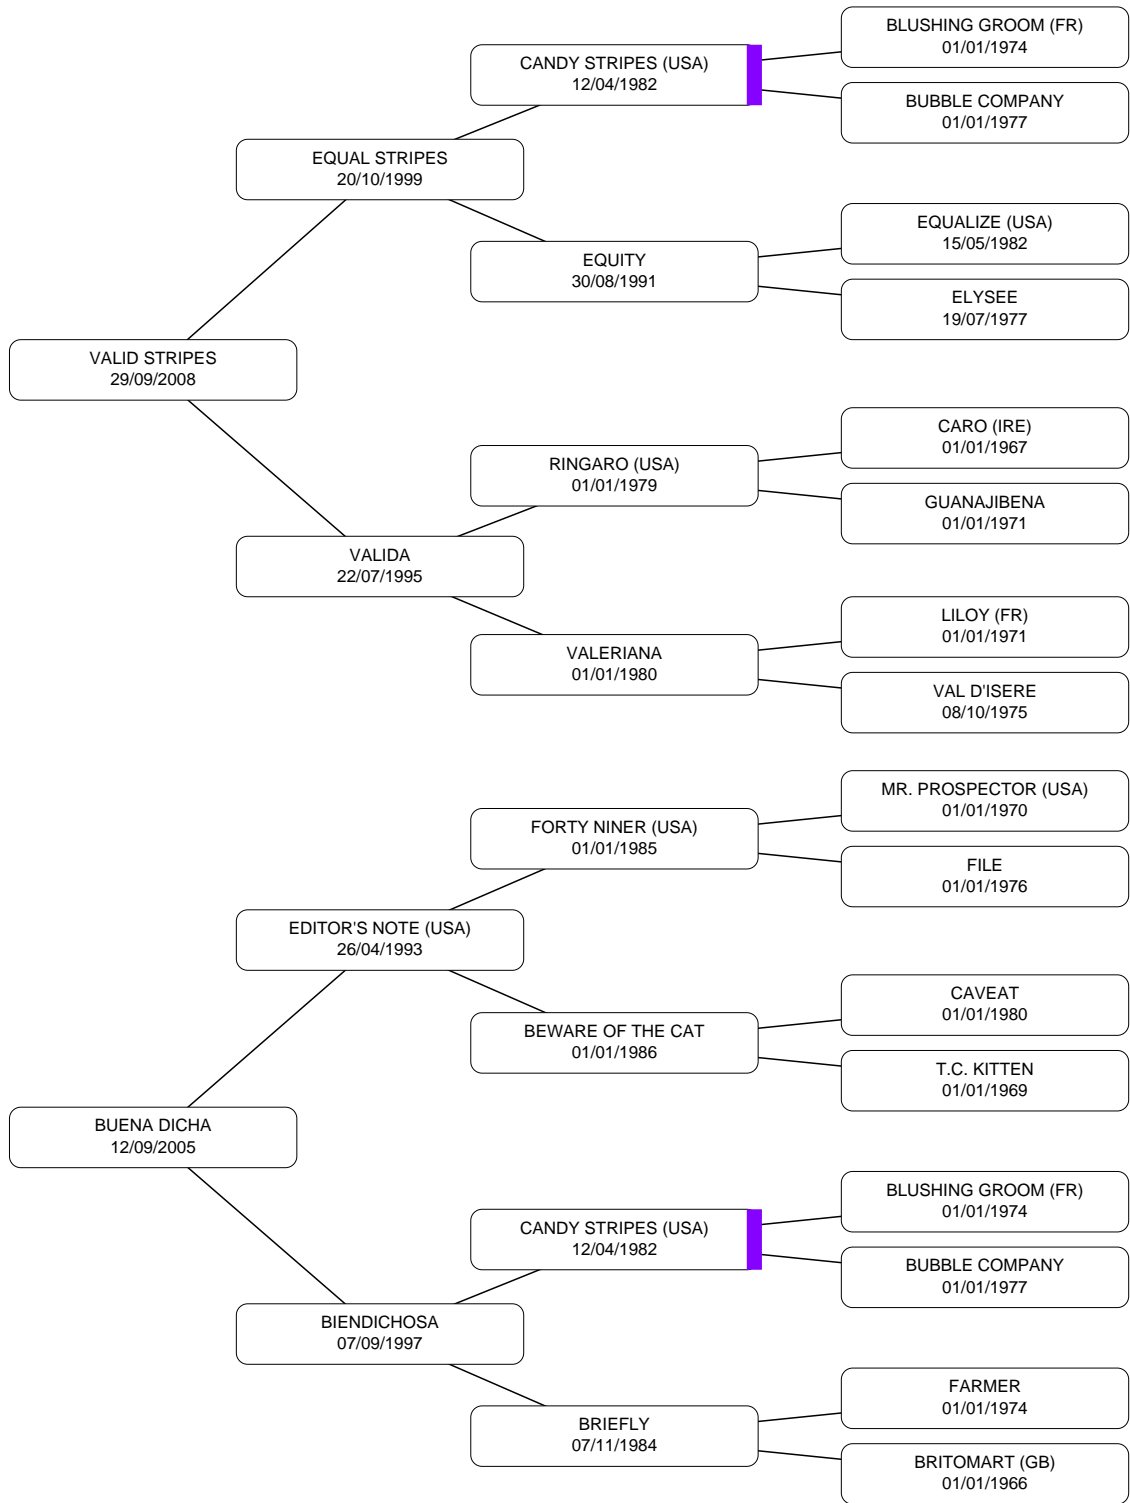 BLUSHING GROOM (FR)
01/01/1974
CANDY STRIPES (USA)
12/04/1982
BUBBLE COMPANY
01/01/1977
EQUAL STRIPES
20/10/1999
EQUALIZE (USA)
15/05/1982
EQUITY
30/08/1991
ELYSEE
19/07/1977
VALID STRIPES
29/09/2008
CARO (IRE)
01/01/1967
RINGARO (USA)
01/01/1979
GUANAJIBENA
01/01/1971
VALIDA
22/07/1995
LILOY (FR)
01/01/1971
VALERIANA
01/01/1980
VAL D'ISERE
08/10/1975
MR. PROSPECTOR (USA)
01/01/1970
FORTY NINER (USA)
01/01/1985
FILE
01/01/1976
EDITOR'S NOTE (USA)
26/04/1993
CAVEAT
01/01/1980
BEWARE OF THE CAT
01/01/1986
T.C. KITTEN
01/01/1969
BUENA DICHA
12/09/2005
BLUSHING GROOM (FR)
01/01/1974
CANDY STRIPES (USA)
12/04/1982
BUBBLE COMPANY
01/01/1977
BIENDICHOSA
07/09/1997
FARMER
01/01/1974
BRIEFLY
07/11/1984
BRITOMART (GB)
01/01/1966